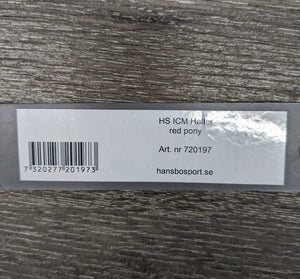 HS ICM Halter
red pony
Art. nr 720197
7 320277 201973
hansbosport.se